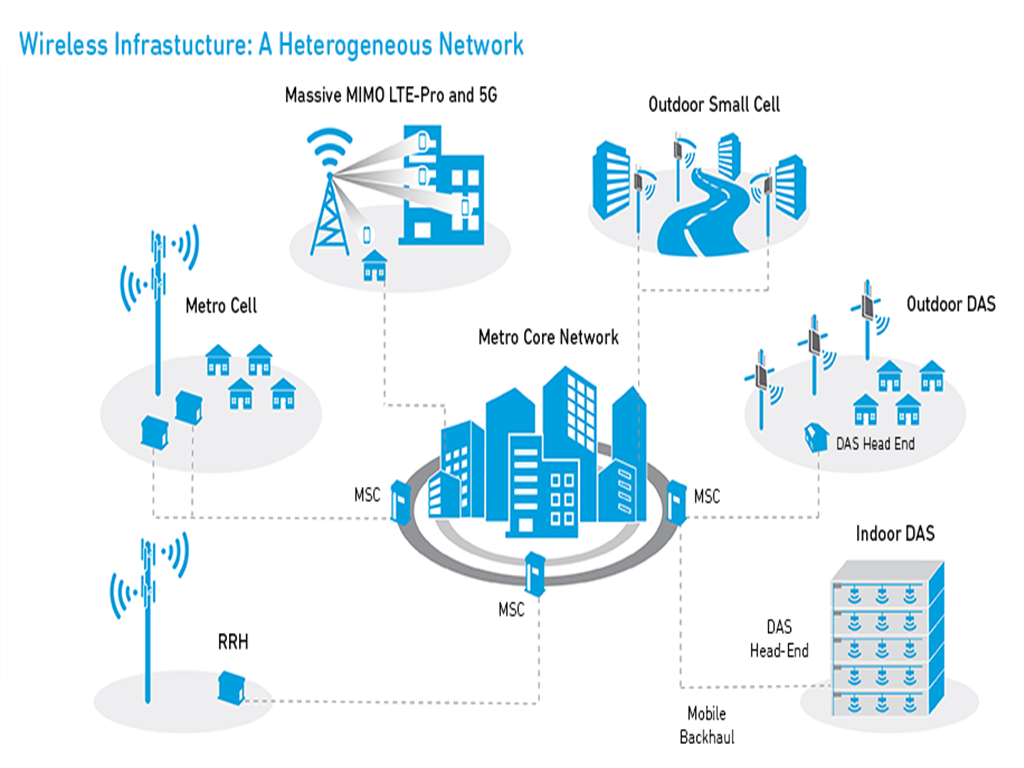 Wireless Infrastucture: A Heterogeneous Network
Massive MIMO LTE-Pro and 5G
Outdoor Small Cell
Metro Cell
Outdoor DAS
Metro Core Network
DAS Head End
MSC
MSC
Indoor DAS
MSC
RRH
DAS
Head-End
Mobile
Backhaul